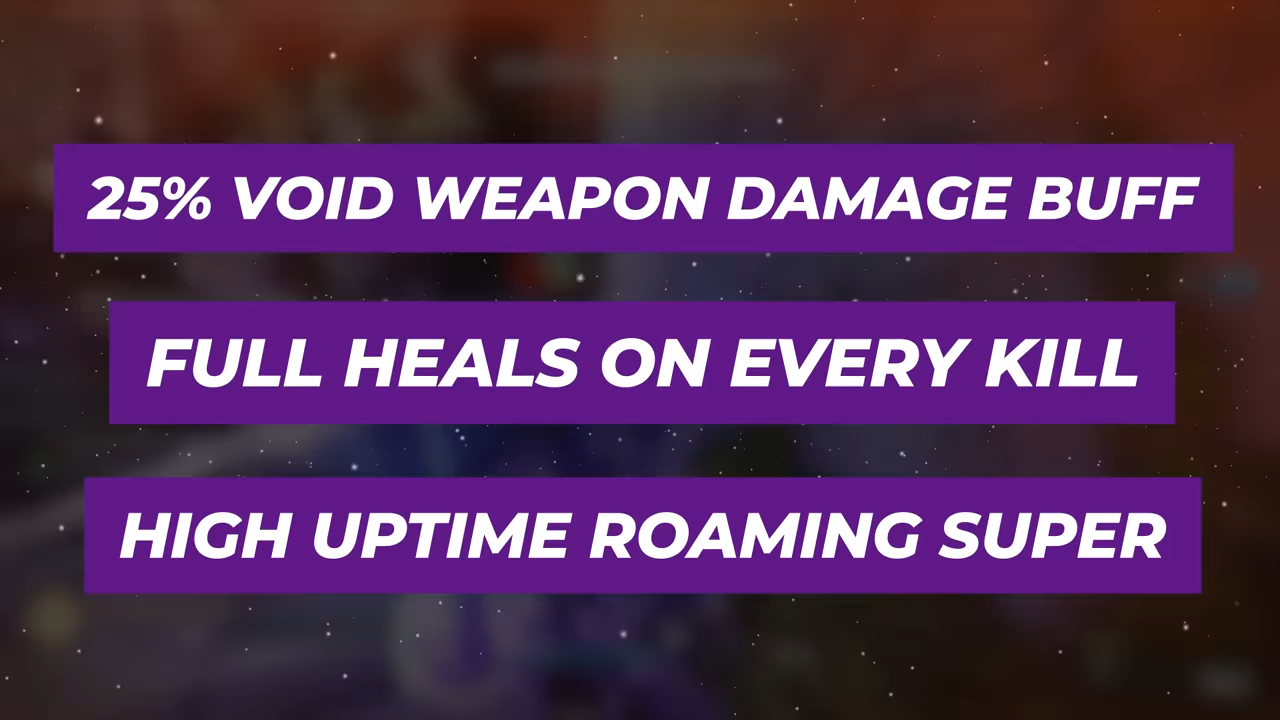 25% VOID WEAPON DAMAGE BUFF
FULL HEALS ON EVERY KILL
HIGH UPTIME ROAMING SUPER